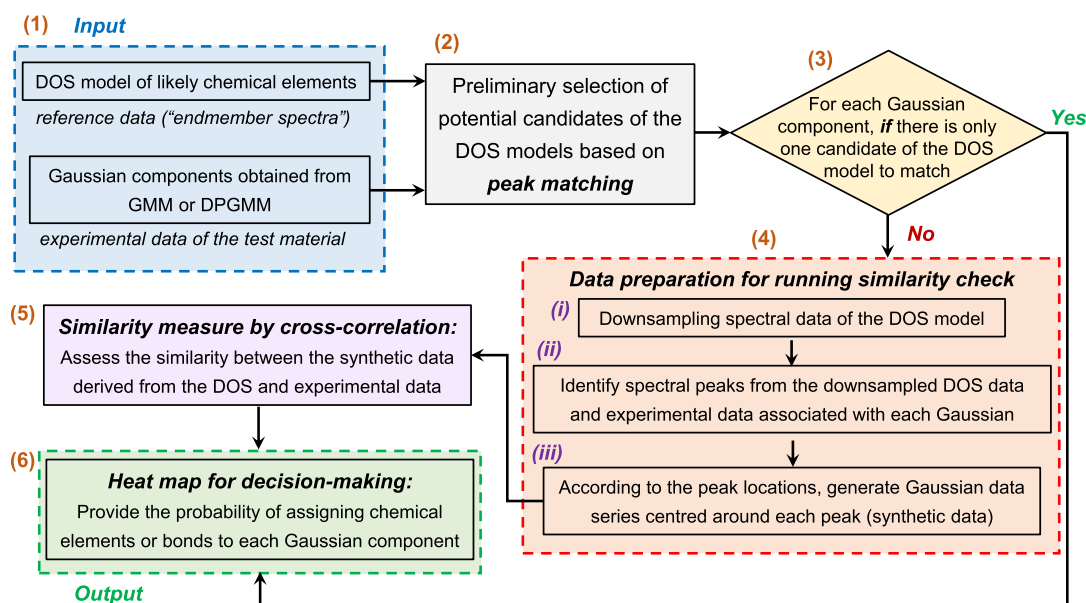 (1)
Input
DOS model of likely chemical elements
reference data (“endmember spectra”)
Gaussian components obtained from
GMM or DPGMM
experimental data of the test material
(2)
Preliminary selection of
potential candidates of the
DOS models based on
peak matching
(3)
For each Gaussian
component, if there is only
one candidate of the DOS
model to match
Yes
No
(4)
Data preparation for running similarity check
(i)
Downsampling spectral data of the DOS model
(ii)
Identify spectral peaks from the downsampled DOS data
and experimental data associated with each Gaussian
(iii)
According to the peak locations, generate Gaussian data
series centred around each peak (synthetic data)
(5)
Similarity measure by cross-correlation:
Assess the similarity between the synthetic data
derived from the DOS and experimental data
(6)
Heat map for decision-making:
Provide the probability of assigning chemical
elements or bonds to each Gaussian component
Output